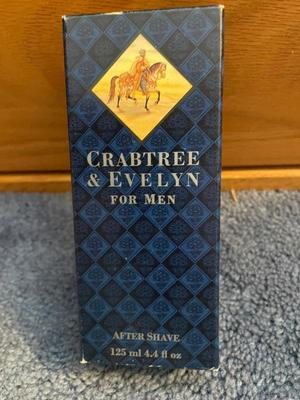 CRABTREE
& EVELYN
FOR MEN
AFTER SHAVE
125 ml 4.4 fl oz